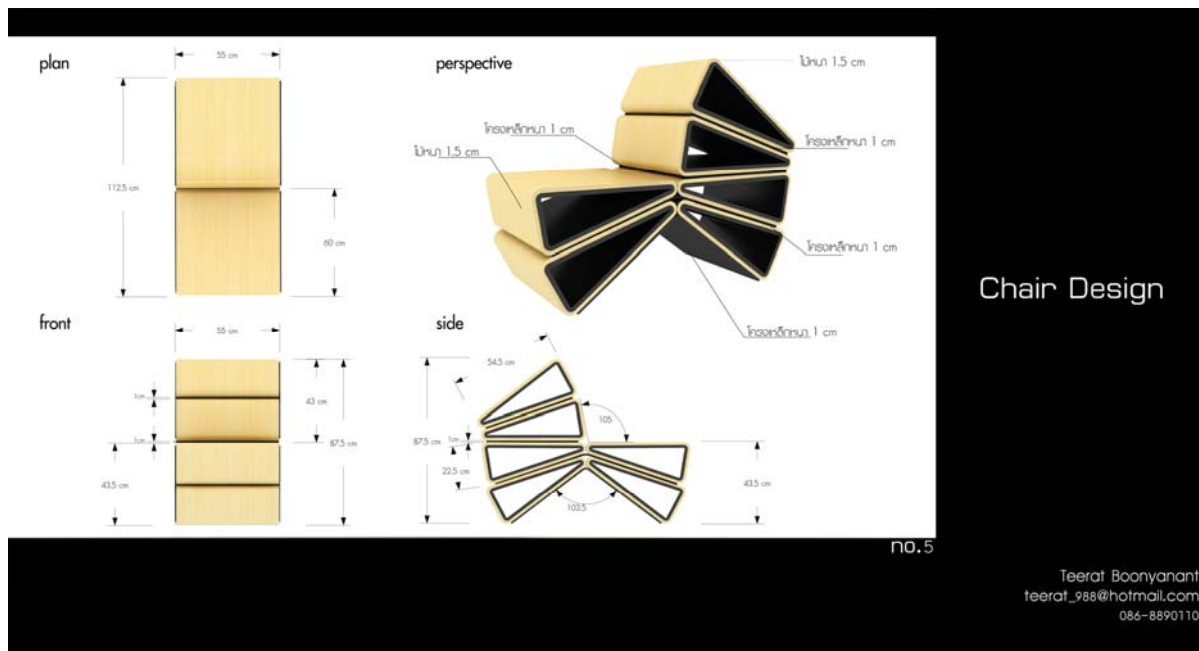 plan
55 cm
112.5 cm
60 cm
perspective
ไม้หนา 1.5 cm
โครงเหล็กหนา 1 cm
ไม้หนา 1.5 cm
โครงเหล็กหนา 1 cm
โครงเหล็กหนา 1 cm
โครงเหล็กหนา 1 cm
front
55 cm
1cm
43 cm
1cm
87.5 cm
43.5 cm
side
54.5 cm
105
87.5 cm
1cm
22.5 cm
43.5 cm
103.5
Chair Design
no.5
Teerat Boonyanant
teerat_988@hotmail.com
086-8890110